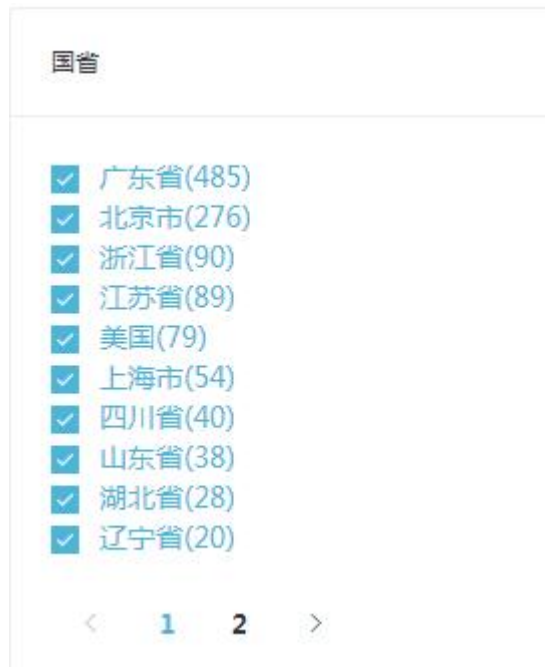 国省
广东省(485)
北京市(276)
浙江省(90)
江苏省(89)
美国(79)
上海市(54)
四川省(40)
山东省(38)
湖北省(28)
辽宁省(20)
< 1 2 >